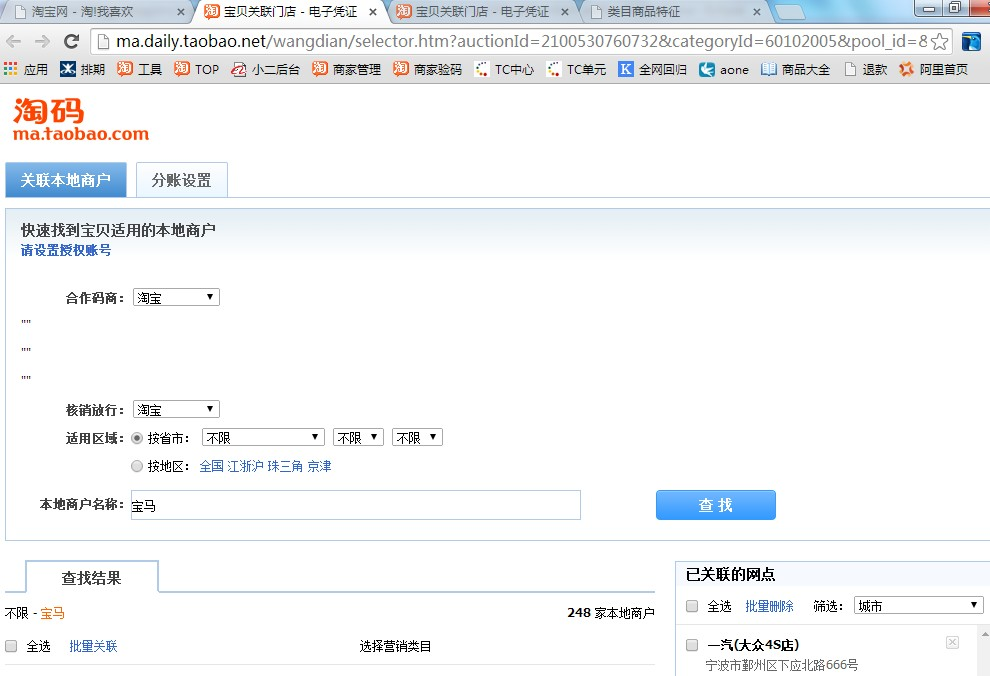 淘宝网 - 淘!我喜欢
宝贝关联门店 - 电子凭证
宝贝关联门店 - 电子凭证
类目商品特征
ma.daily.taobao.net/wangdian/selector.htm?auctionId=2100530760732&categoryId=60102005&pool_id=8
应用 排期 工具 TOP 小二后台 商家管理 商家验码 TC中心 TC单元 K 全网回归 aone 商品大全 退款 阿里首页
淘码
ma.taobao.com
关联本地商户 分账设置
快速找到宝贝适用的本地商户
请设置授权账号
合作码商： 淘宝
""
""
""
核销放行： 淘宝
适用区域： 按省市： 不限 不限 不限
按地区： 全国 江浙沪 珠三角 京津
本地商户名称： 宝马 查 找
查找结果
不限 - 宝马 248 家本地商户
全选 批量关联 选择营销类目
已关联的网点
全选 批量删除 筛选： 城市
一汽(大众4S店)
宁波市鄞州区下应北路666号